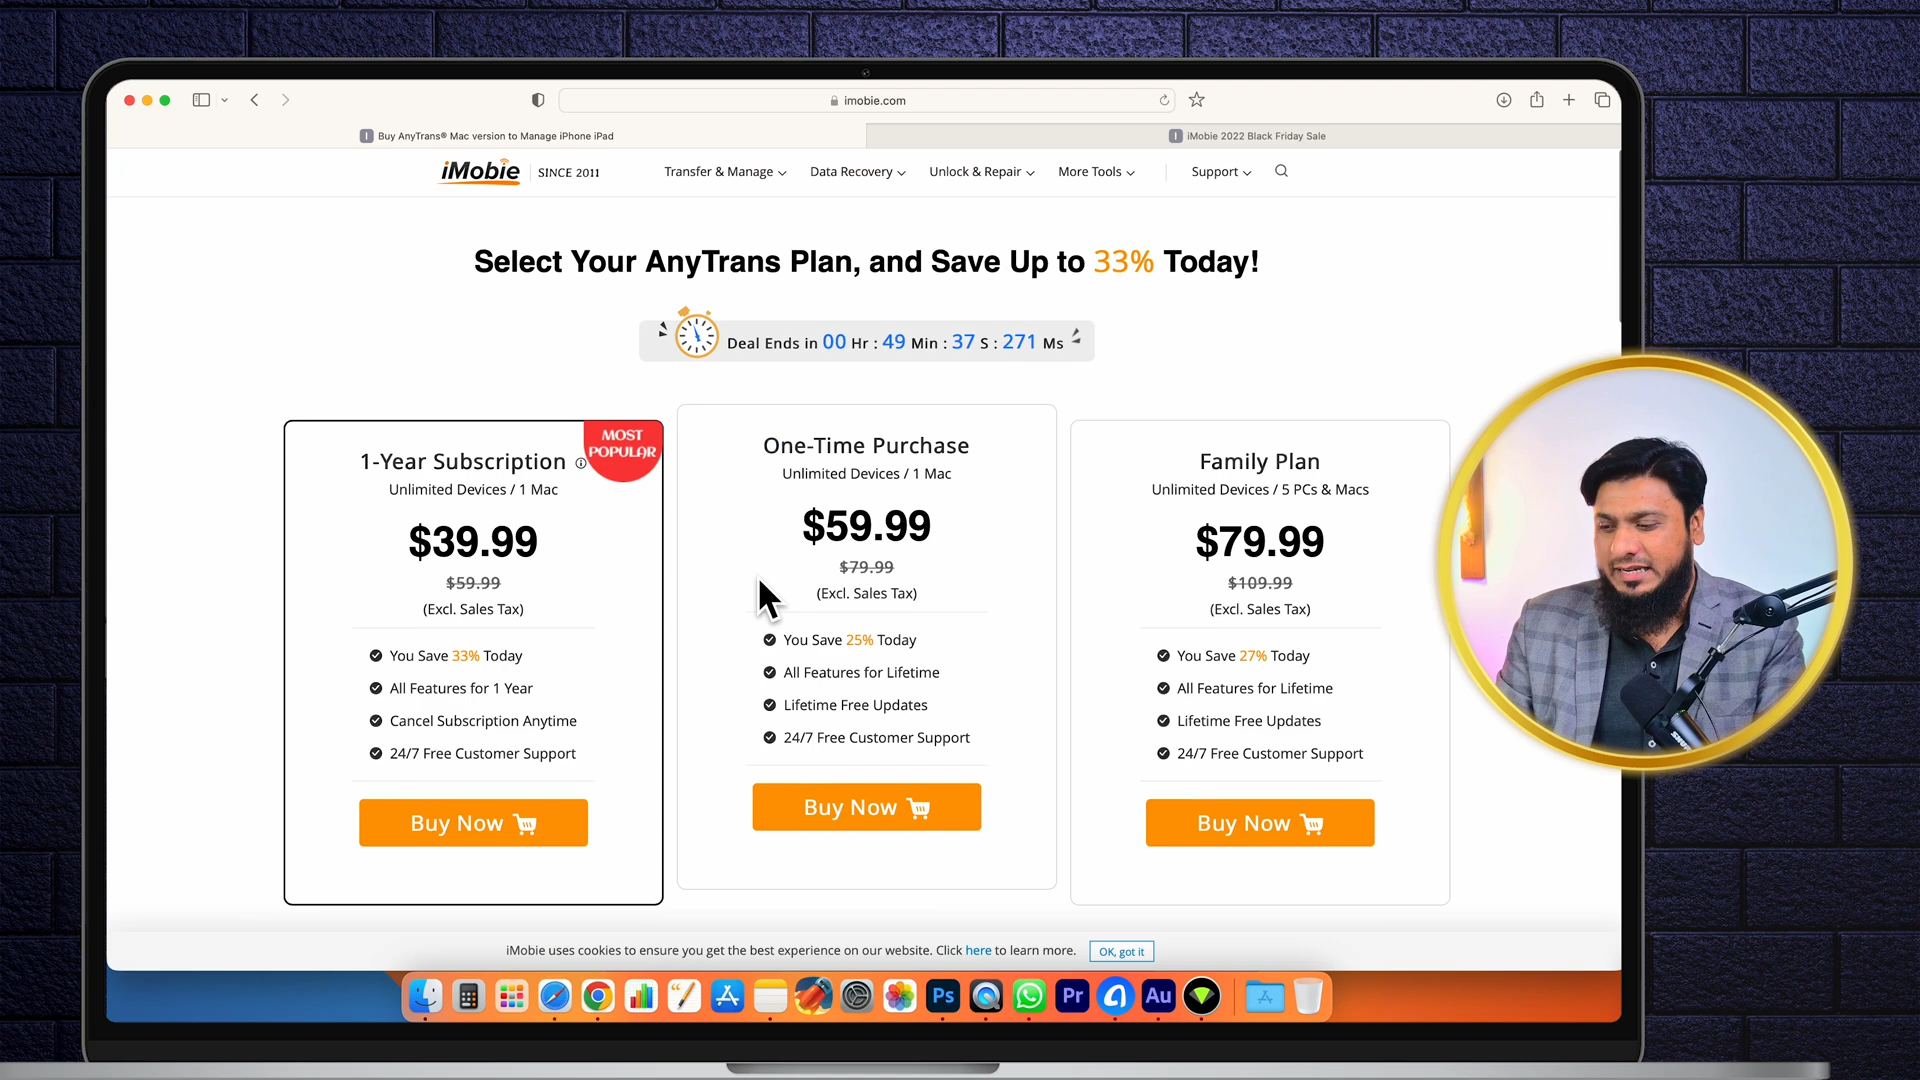 imobie.com
Buy AnyTrans® Mac version to Manage iPhone iPad
iMobie 2022 Black Friday Sale
iMobie SINCE 2011 Transfer & Manage Data Recovery Unlock & Repair More Tools Support
Select Your AnyTrans Plan, and Save Up to 33% Today!
Deal Ends in 00 Hr : 49 Min : 37 S : 271 Ms
MOST
POPULAR
1-Year Subscription
Unlimited Devices / 1 Mac
$39.99
$59.99
(Excl. Sales Tax)
You Save 33% Today
All Features for 1 Year
Cancel Subscription Anytime
24/7 Free Customer Support
Buy Now
One-Time Purchase
Unlimited Devices / 1 Mac
$59.99
$79.99
(Excl. Sales Tax)
You Save 25% Today
All Features for Lifetime
Lifetime Free Updates
24/7 Free Customer Support
Buy Now
Family Plan
Unlimited Devices / 5 PCs & Macs
$79.99
$109.99
(Excl. Sales Tax)
You Save 27% Today
All Features for Lifetime
Lifetime Free Updates
24/7 Free Customer Support
Buy Now
iMobie uses cookies to ensure you get the best experience on our website. Click here to learn more. OK, got it
Ps Pr Au